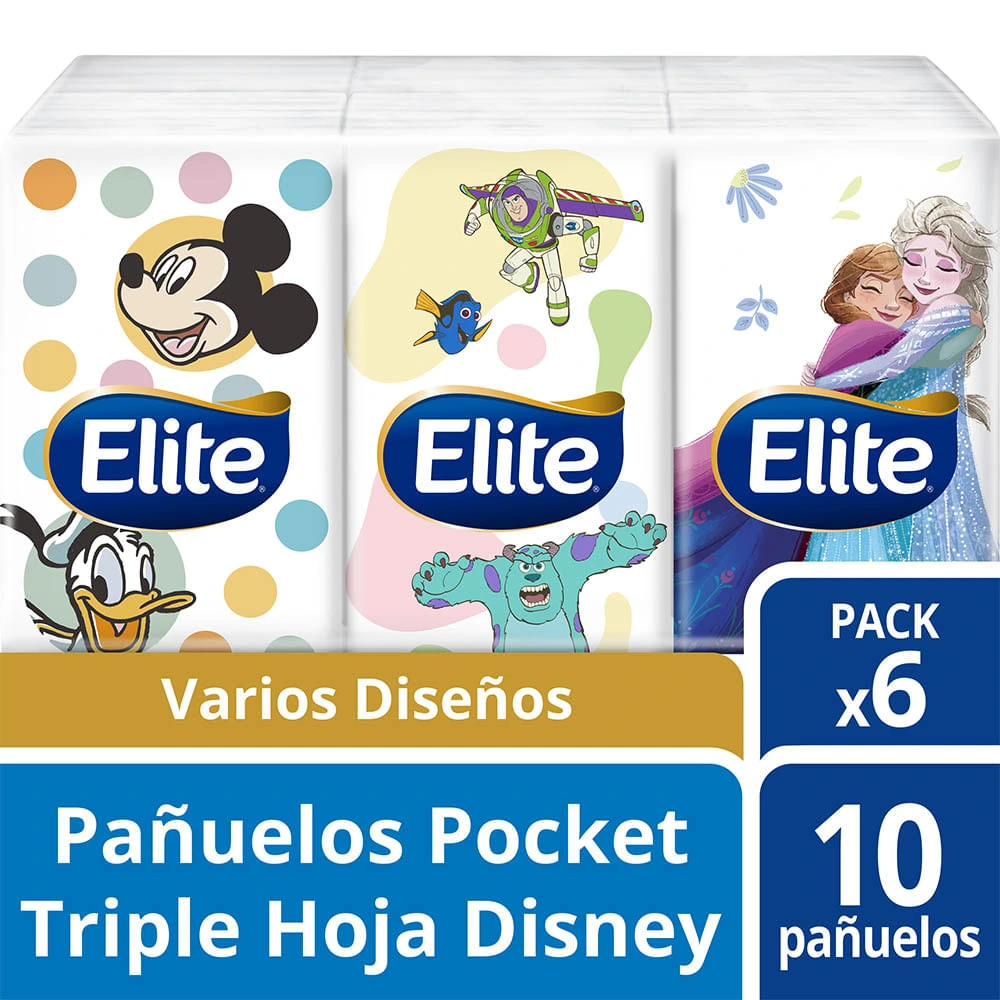 Elite
Elite
Elite
Varios Diseños
PACK
x6
Pañuelos Pocket
Triple Hoja Disney
10
pañuelos